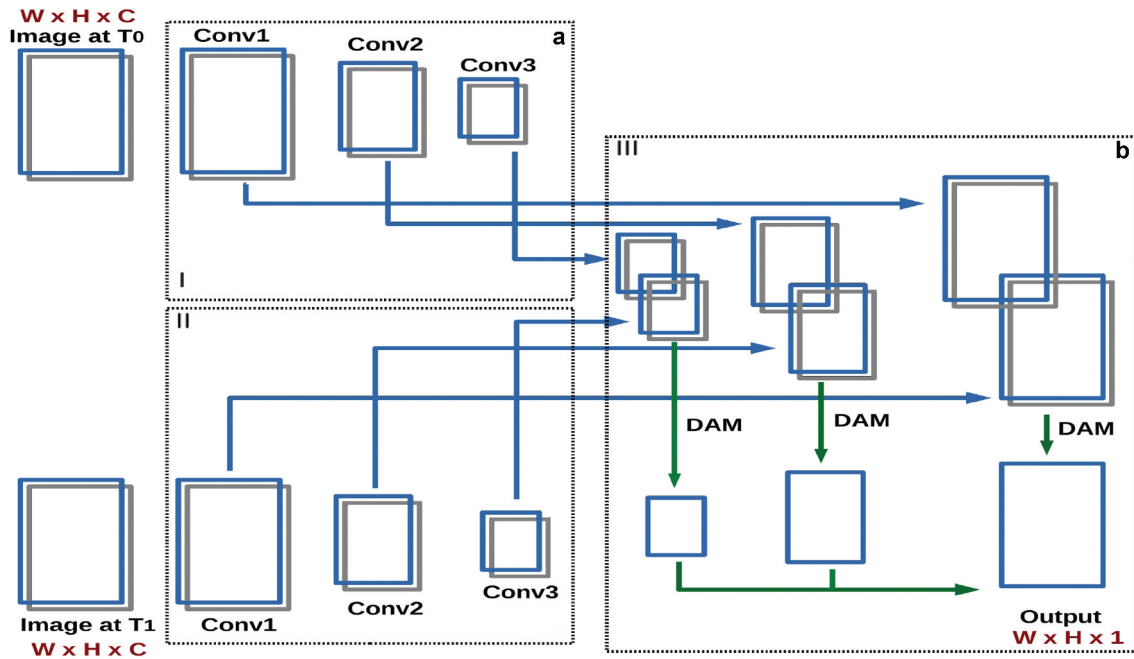 W x H x C
Image at T0
Conv1
Conv2
Conv3
a
I
III
b
II
DAM
DAM
DAM
Image at T1
W x H x C
Conv1
Conv2
Conv3
Output
W x H x 1